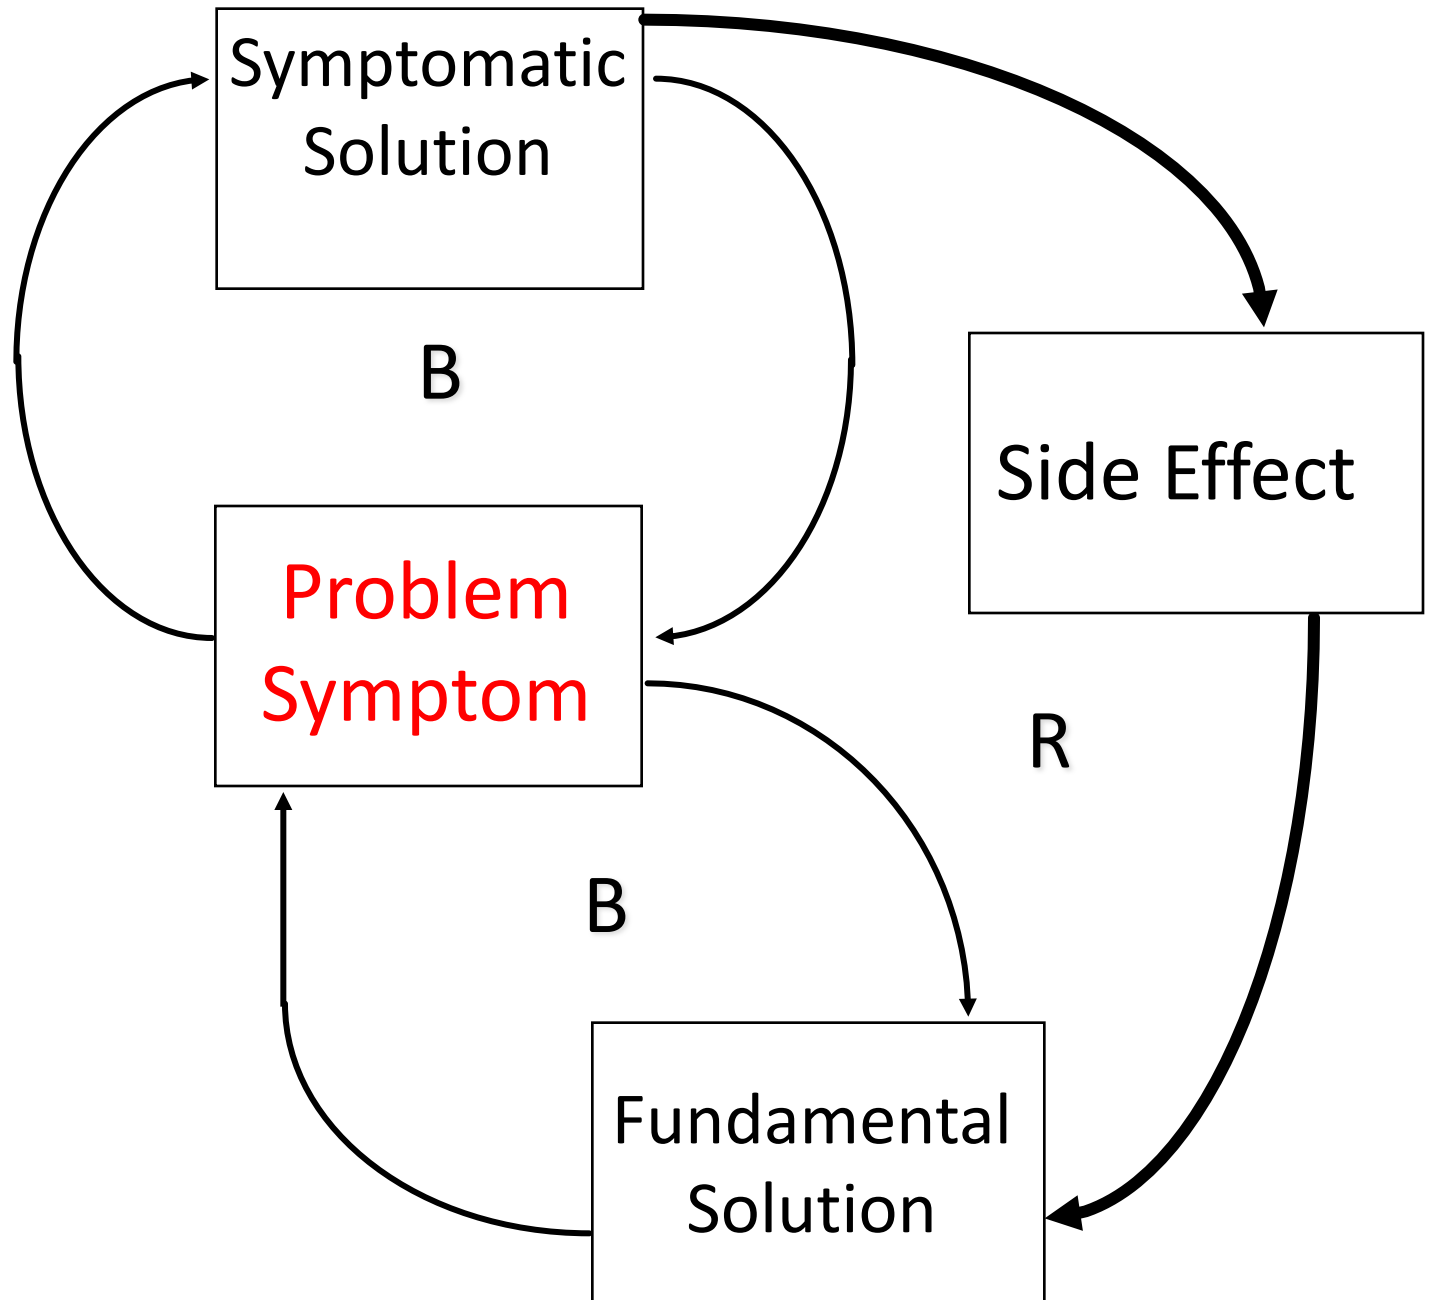 Symptomatic
Solution
B
Side Effect
Problem
Symptom
R
B
Fundamental
Solution